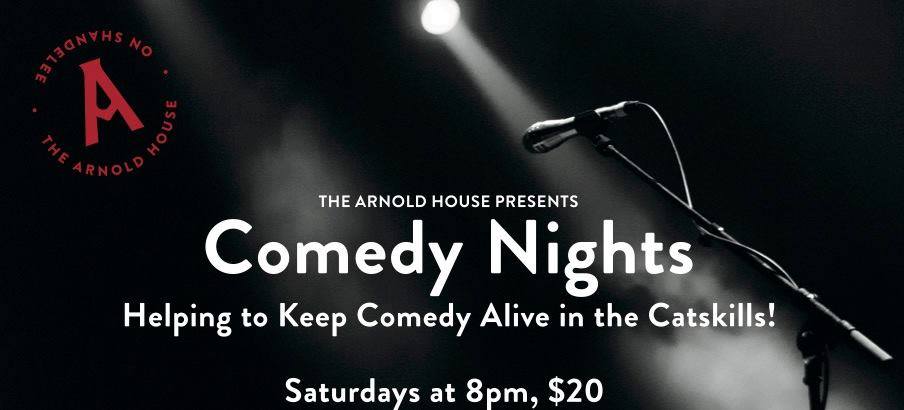 ON SHANDELEE
A
THE ARNOLD HOUSE
THE ARNOLD HOUSE PRESENTS
Comedy Nights
Helping to Keep Comedy Alive in the Catskills!
Saturdays at 8pm, $20